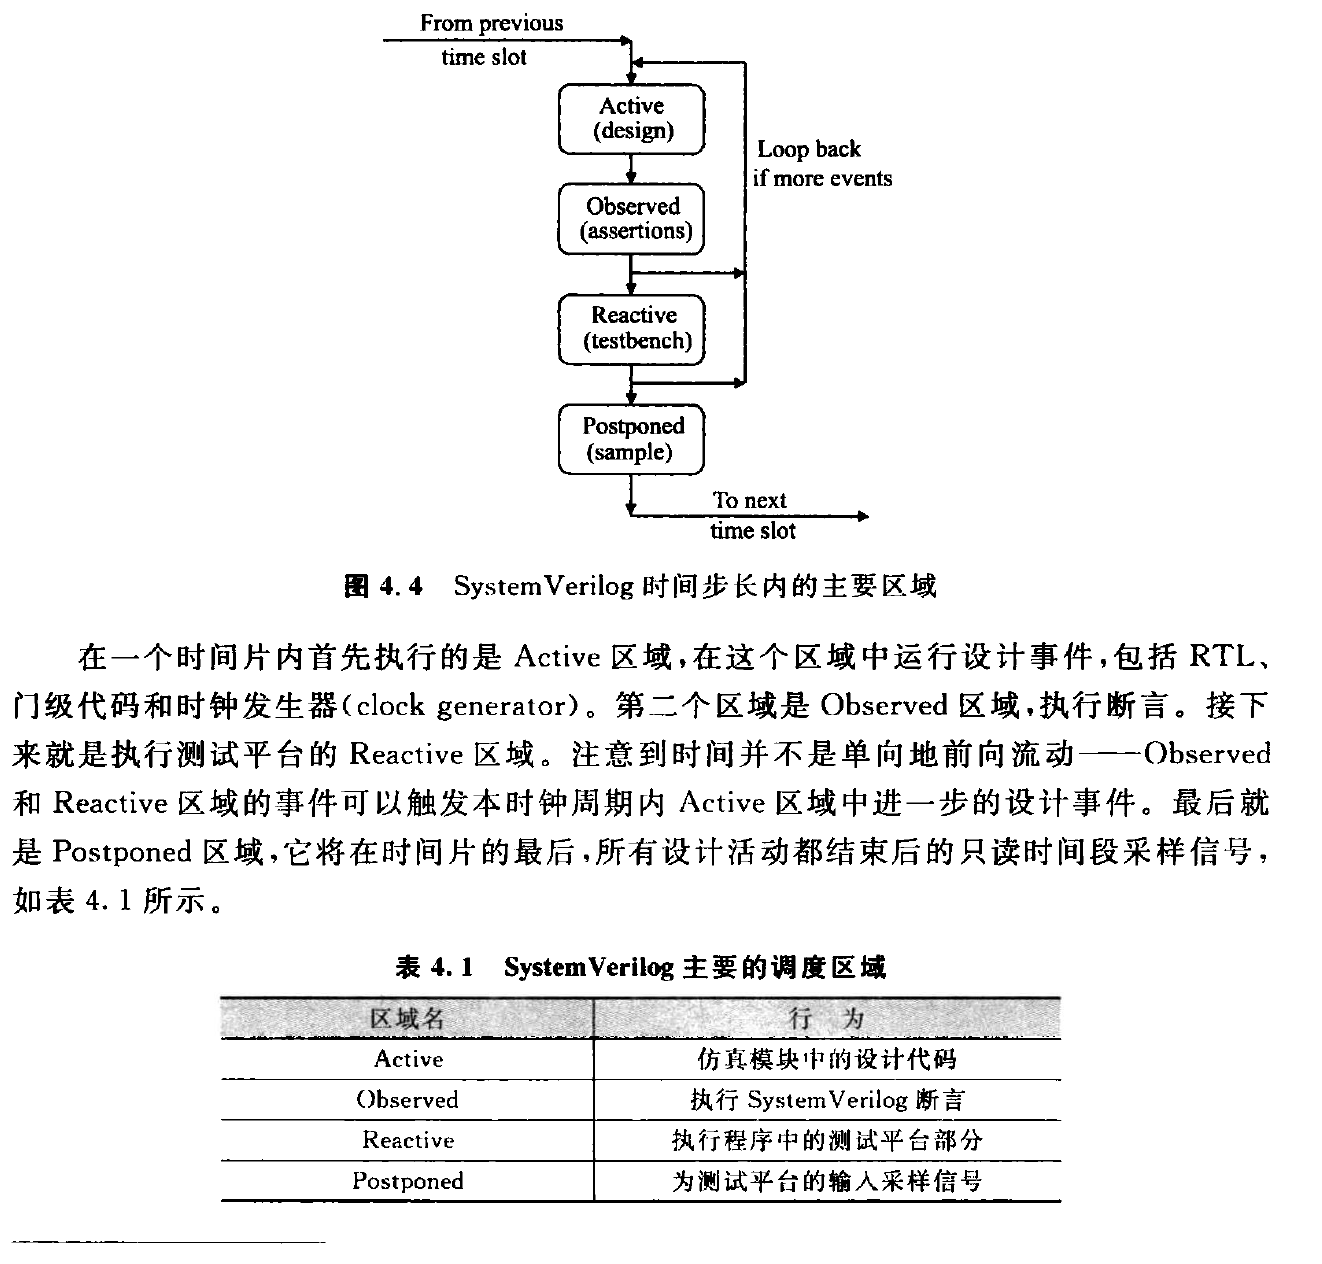 From previous
time slot
Active
(design)
Loop back
if more events
Observed
(assertions)
Reactive
(testbench)
Postponed
(sample)
To next
time slot
图 4.4 SystemVerilog 时间步长内的主要区域
在一个时间片内首先执行的是 Active 区域,在这个区域中运行设计事件,包括 RTL、
门级代码和时钟发生器(clock generator)。第二个区域是 Observed 区域,执行断言。接下
来就是执行测试平台的 Reactive 区域。注意到时间并不是单向地前向流动——Observed
和 Reactive 区域的事件可以触发本时钟周期内 Active 区域中进一步的设计事件。最后就
是 Postponed 区域,它将在时间片的最后,所有设计活动都结束后的只读时间段采样信号,
如表 4.1 所示。
表 4.1 SystemVerilog 主要的调度区域
区域名 行 为
Active 仿真模块中的设计代码
Observed 执行 SystemVerilog 断言
Reactive 执行程序中的测试平台部分
Postponed 为测试平台的输入采样信号